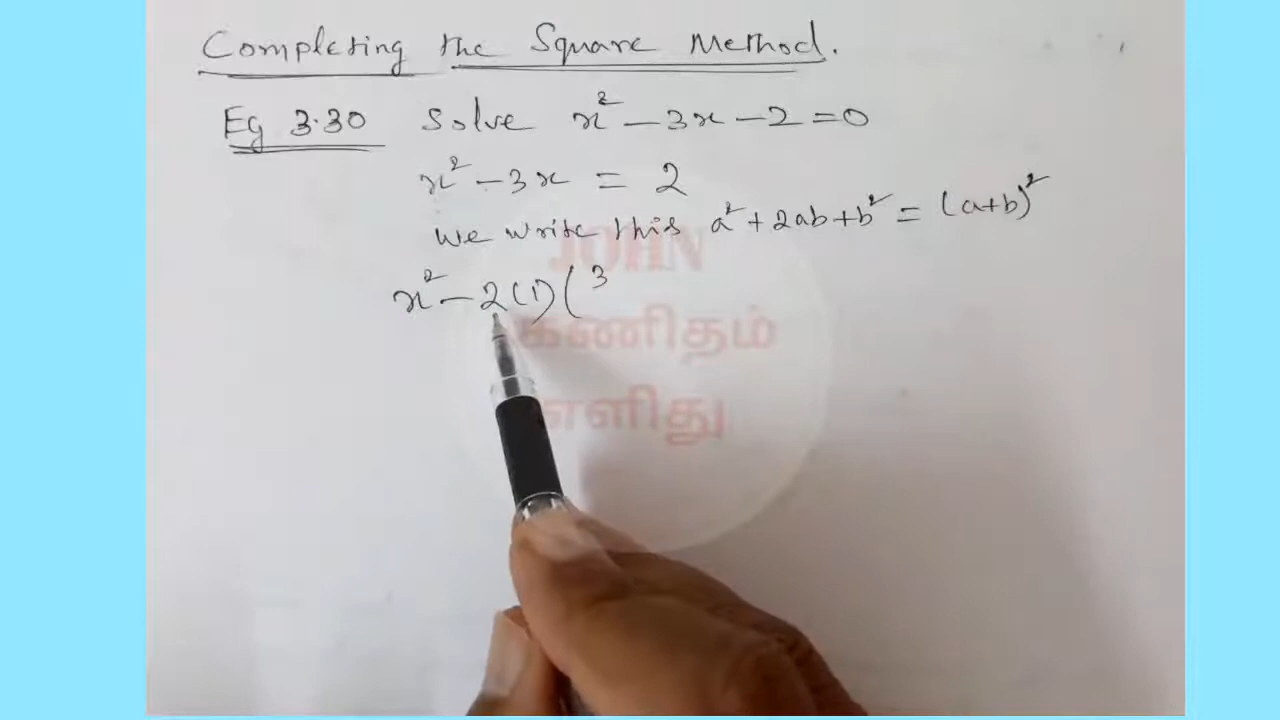 Completing the Square Method.
Eg 3.30 Solve x² - 3x - 2 = 0
x² - 3x = 2
we write this a² + 2ab + b² = (a+b)²
x² - 2(1)(3
JOHN
கணிதம்
எளிது